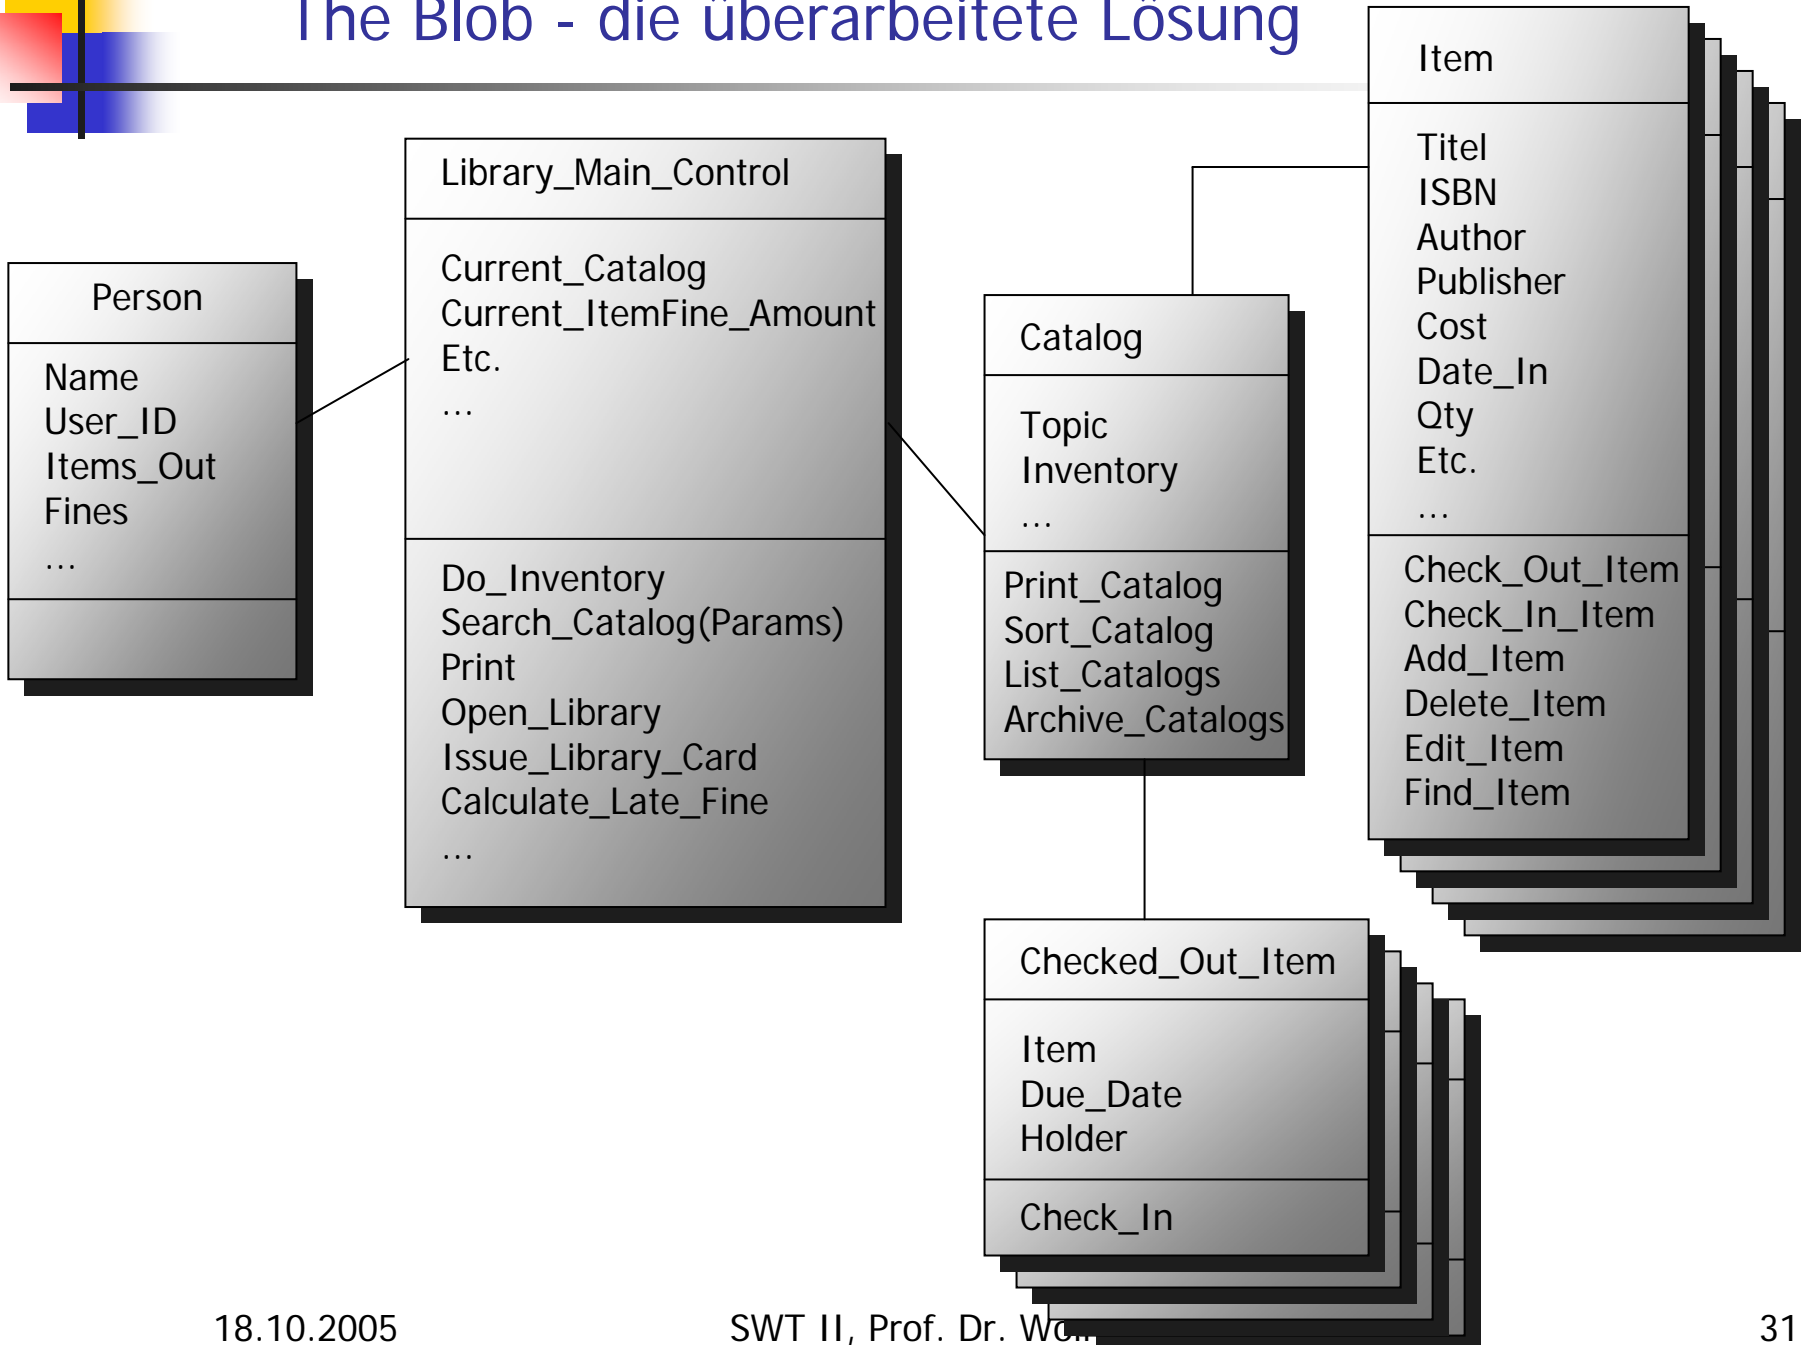 The Blob - die überarbeitete Lösung
Person
Name
User_ID
Items_Out
Fines
...
Library_Main_Control
Current_Catalog
Current_ItemFine_Amount
Etc.
...
Do_Inventory
Search_Catalog(Params)
Print
Open_Library
Issue_Library_Card
Calculate_Late_Fine
...
Catalog
Topic
Inventory
...
Print_Catalog
Sort_Catalog
List_Catalogs
Archive_Catalogs
Item
Titel
ISBN
Author
Publisher
Cost
Date_In
Qty
Etc.
...
Check_Out_Item
Check_In_Item
Add_Item
Delete_Item
Edit_Item
Find_Item
Checked_Out_Item
Item
Due_Date
Holder
Check_In
18.10.2005
SWT II, Prof. Dr.
31